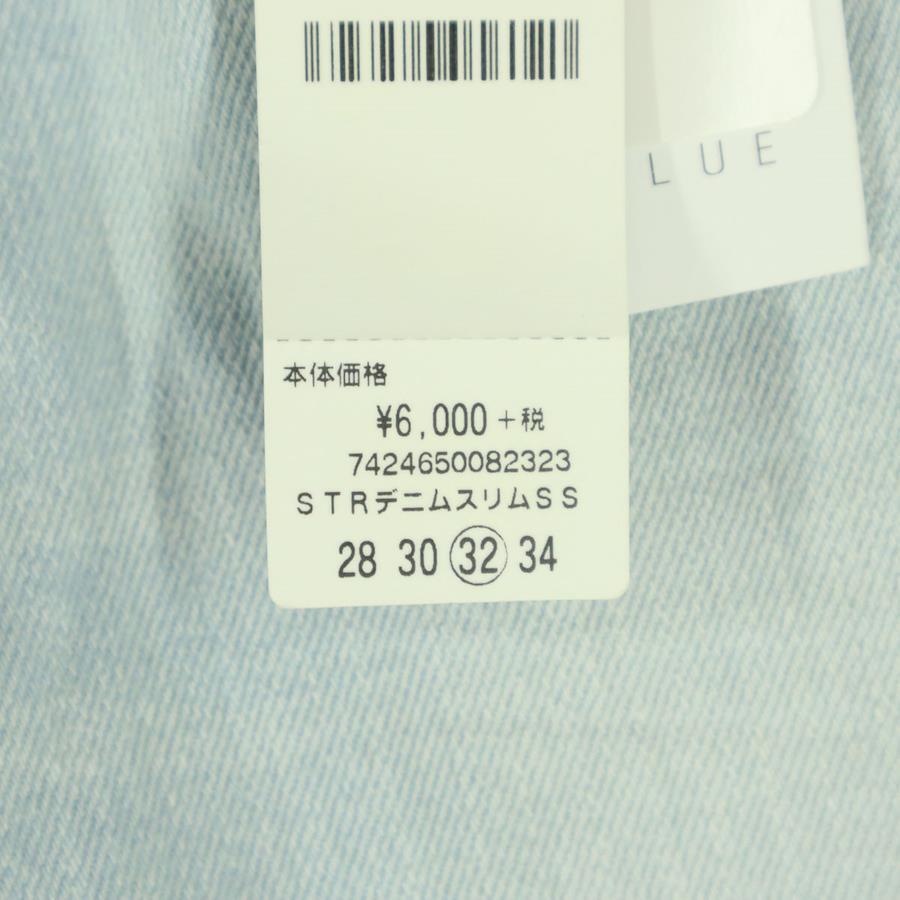 LUE
本体価格
¥6,000+税
7424650082323
STRデニムスリムSS
28 30 32 34